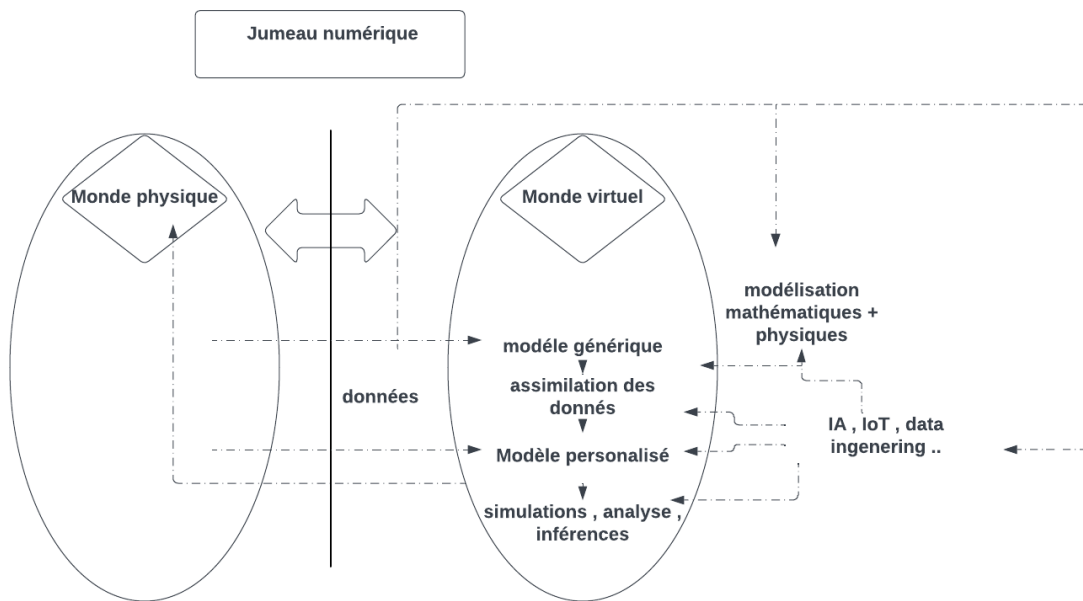 Jumeau numérique
Monde physique
Monde virtuel
modélisation
mathématiques +
physiques
modéle générique
assimilation des
donnés
données
IA , IoT , data
ingenering ..
Modèle personalisé
simulations , analyse ,
inférences